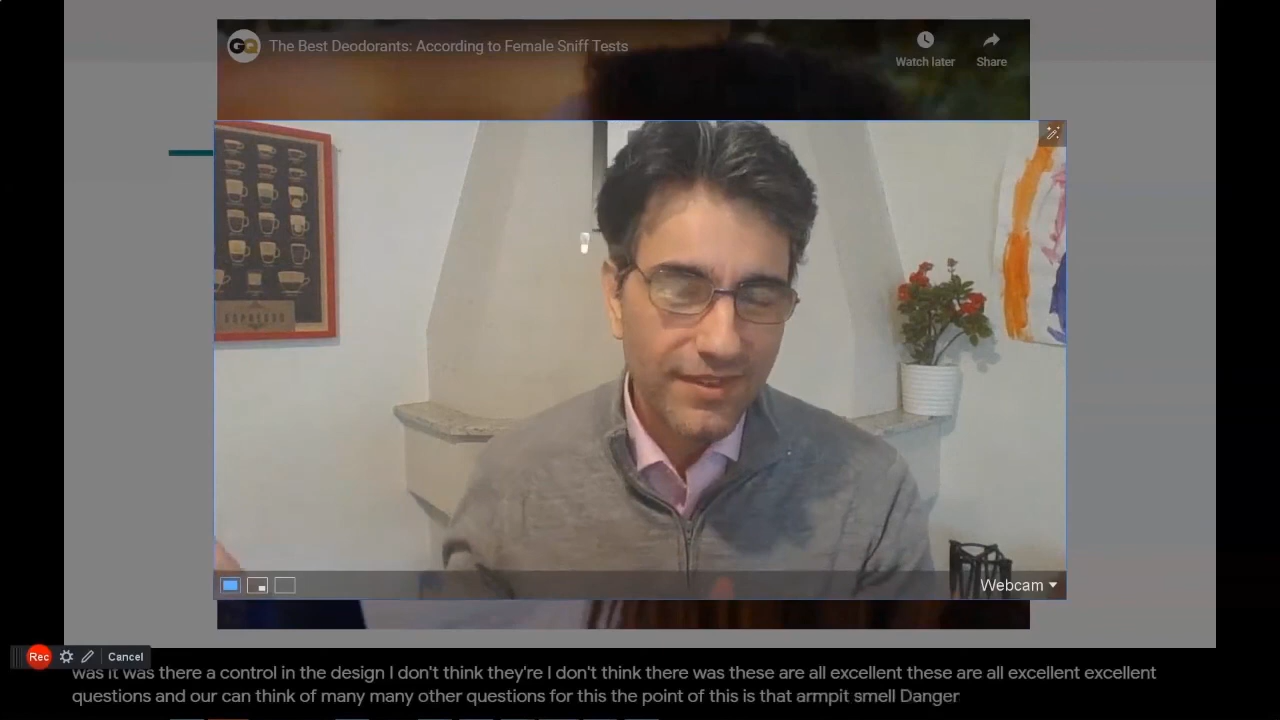 GQ
The Best Deodorants: According to Female Sniff Tests
Watch later
Share
ESPRESSO
Webcam
Rec
Cancel
was it was there a control in the design I don't think they're I don't think there was these are all excellent these are all excellent excellent
questions and our can think of many many other questions for this the point of this is that armpit smell Danger